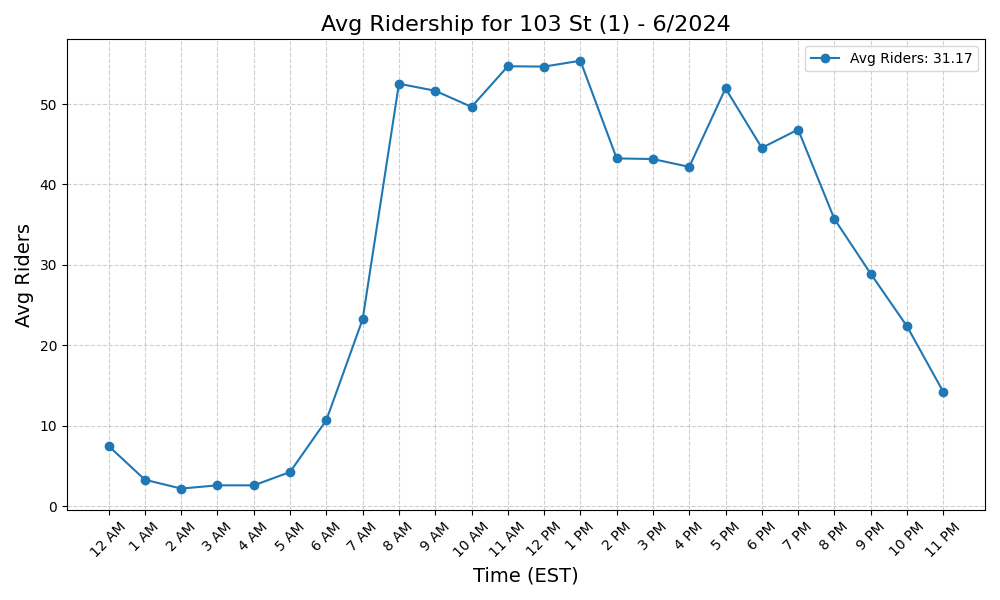 Avg Ridership for 103 St (1) - 6/2024
Avg Riders: 31.17
Avg Riders
50
40
30
20
10
0
12 AM
1 AM
2 AM
3 AM
4 AM
5 AM
6 AM
7 AM
8 AM
9 AM
10 AM
11 AM
12 PM
1 PM
2 PM
3 PM
4 PM
5 PM
6 PM
7 PM
8 PM
9 PM
10 PM
11 PM
Time (EST)